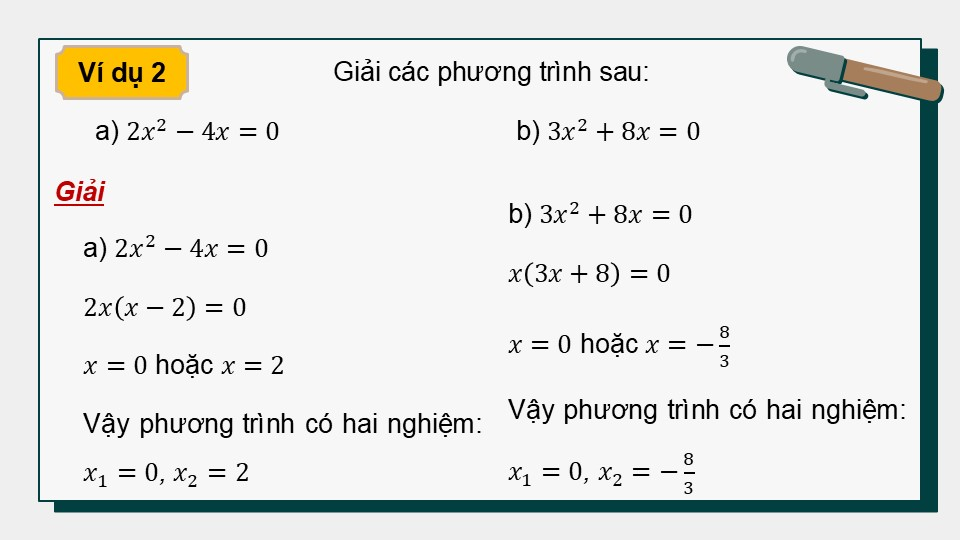 Ví dụ 2
Giải các phương trình sau:
a) 2𝑥² − 4𝑥 = 0
b) 3𝑥² + 8𝑥 = 0
Giải
a) 2𝑥² − 4𝑥 = 0
2𝑥(𝑥 − 2) = 0
𝑥 = 0 hoặc 𝑥 = 2
Vậy phương trình có hai nghiệm:
𝑥₁ = 0, 𝑥₂ = 2
b) 3𝑥² + 8𝑥 = 0
𝑥(3𝑥 + 8) = 0
𝑥 = 0 hoặc 𝑥 = −8/3
Vậy phương trình có hai nghiệm:
𝑥₁ = 0, 𝑥₂ = −8/3